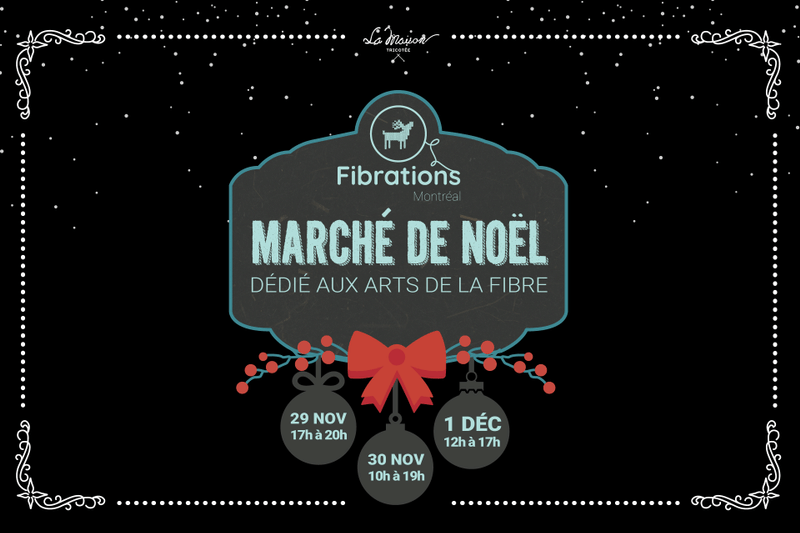 La Maison
TRICOTÉE
Fibrations
Montréal
MARCHÉ DE NOËL
DÉDIÉ AUX ARTS DE LA FIBRE
29 NOV
17h à 20h
30 NOV
10h à 19h
1 DÉC
12h à 17h